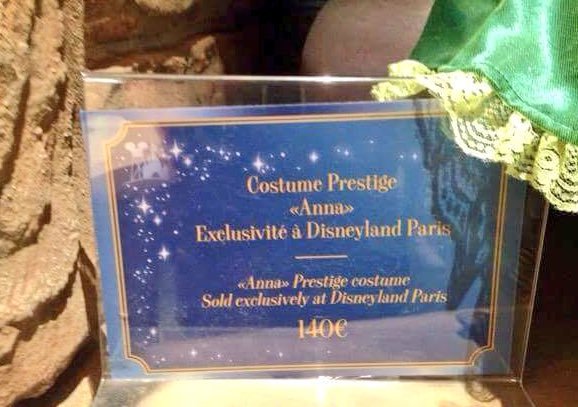 Costume Prestige
«Anna»
Exclusivité à Disneyland Paris
«Anna» Prestige costume
Sold exclusively at Disneyland Paris
140€